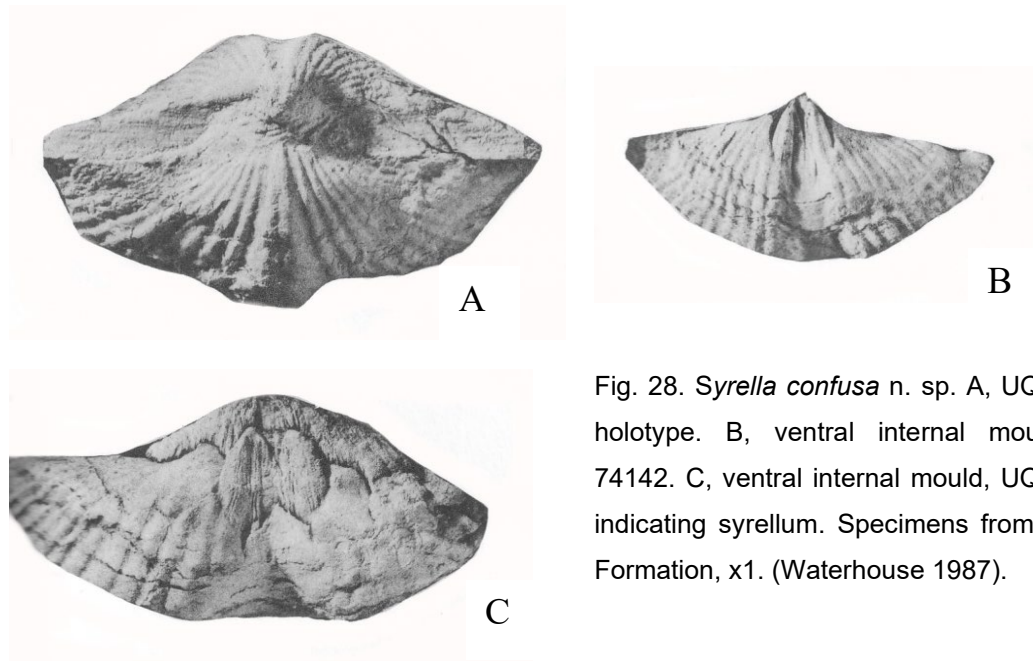 A
B
C
Fig. 28. Syrella confusa n. sp. A, UQ
holotype. B, ventral internal mou
74142. C, ventral internal mould, UQ
indicating syrellum. Specimens from
Formation, x1. (Waterhouse 1987).